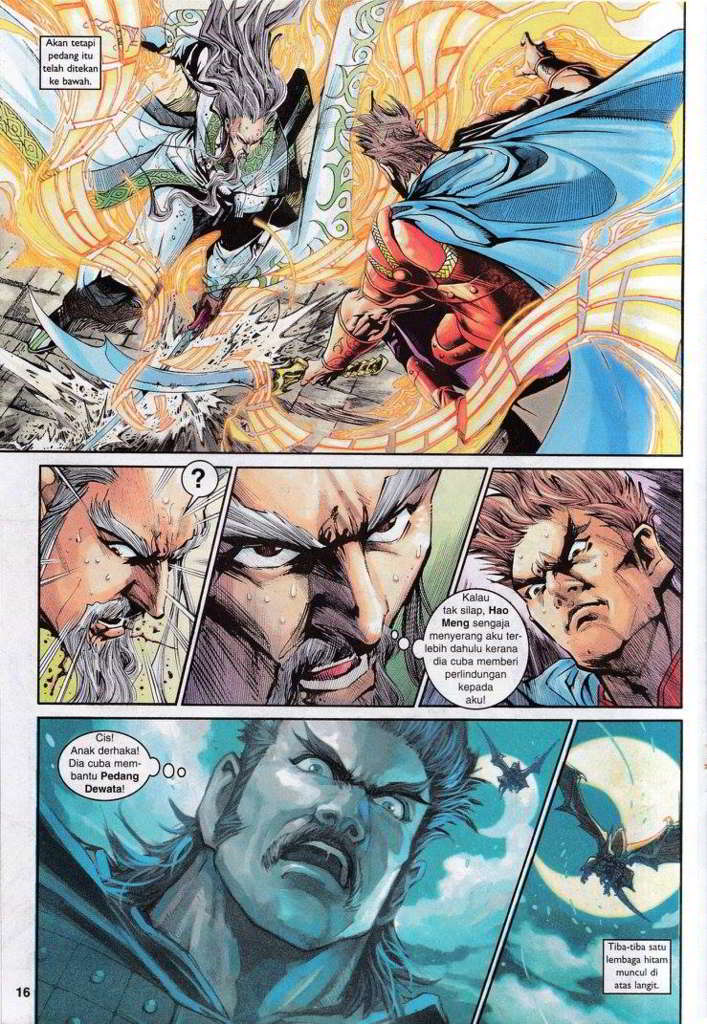 Akan tetapi
pedang itu
telah ditekan
ke bawah.
?
Kalau
tak silap, Hao
Meng sengaja
menyerang aku ter-
lebih dahulu kerana
dia cuba memberi
perlindungan
kepada
aku!
Cis!
Anak derhaka!
Dia cuba mem-
bantu Pedang
Dewata!
Tiba-tiba satu
lembaga hitam
muncul di
atas langit.
16